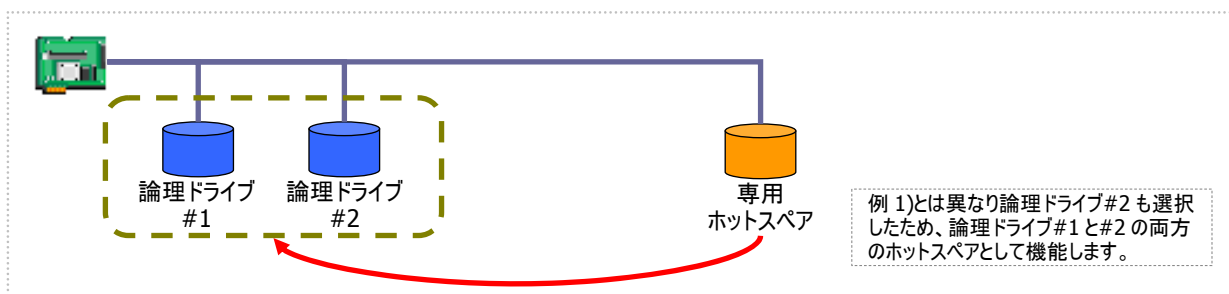 論理ドライブ
#1
論理ドライブ
#2
専用
ホットスペア
例 1)とは異なり論理ドライブ#2 も選択
したため、論理ドライブ#1 と#2 の両方
のホットスペアとして機能します。